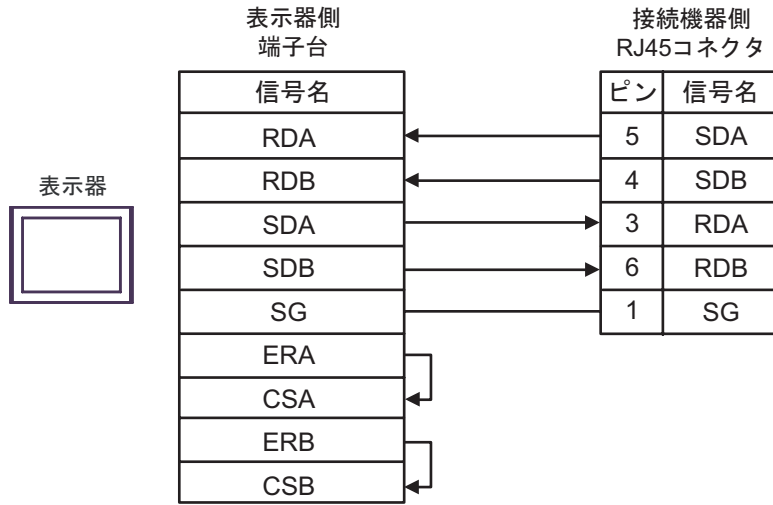 表示器側
端子台
接続機器側
RJ45コネクタ
信号名
ピン 信号名
RDA
5 SDA
RDB
4 SDB
表示器
SDA
3 RDA
SDB
6 RDB
SG
1 SG
ERA
CSA
ERB
CSB